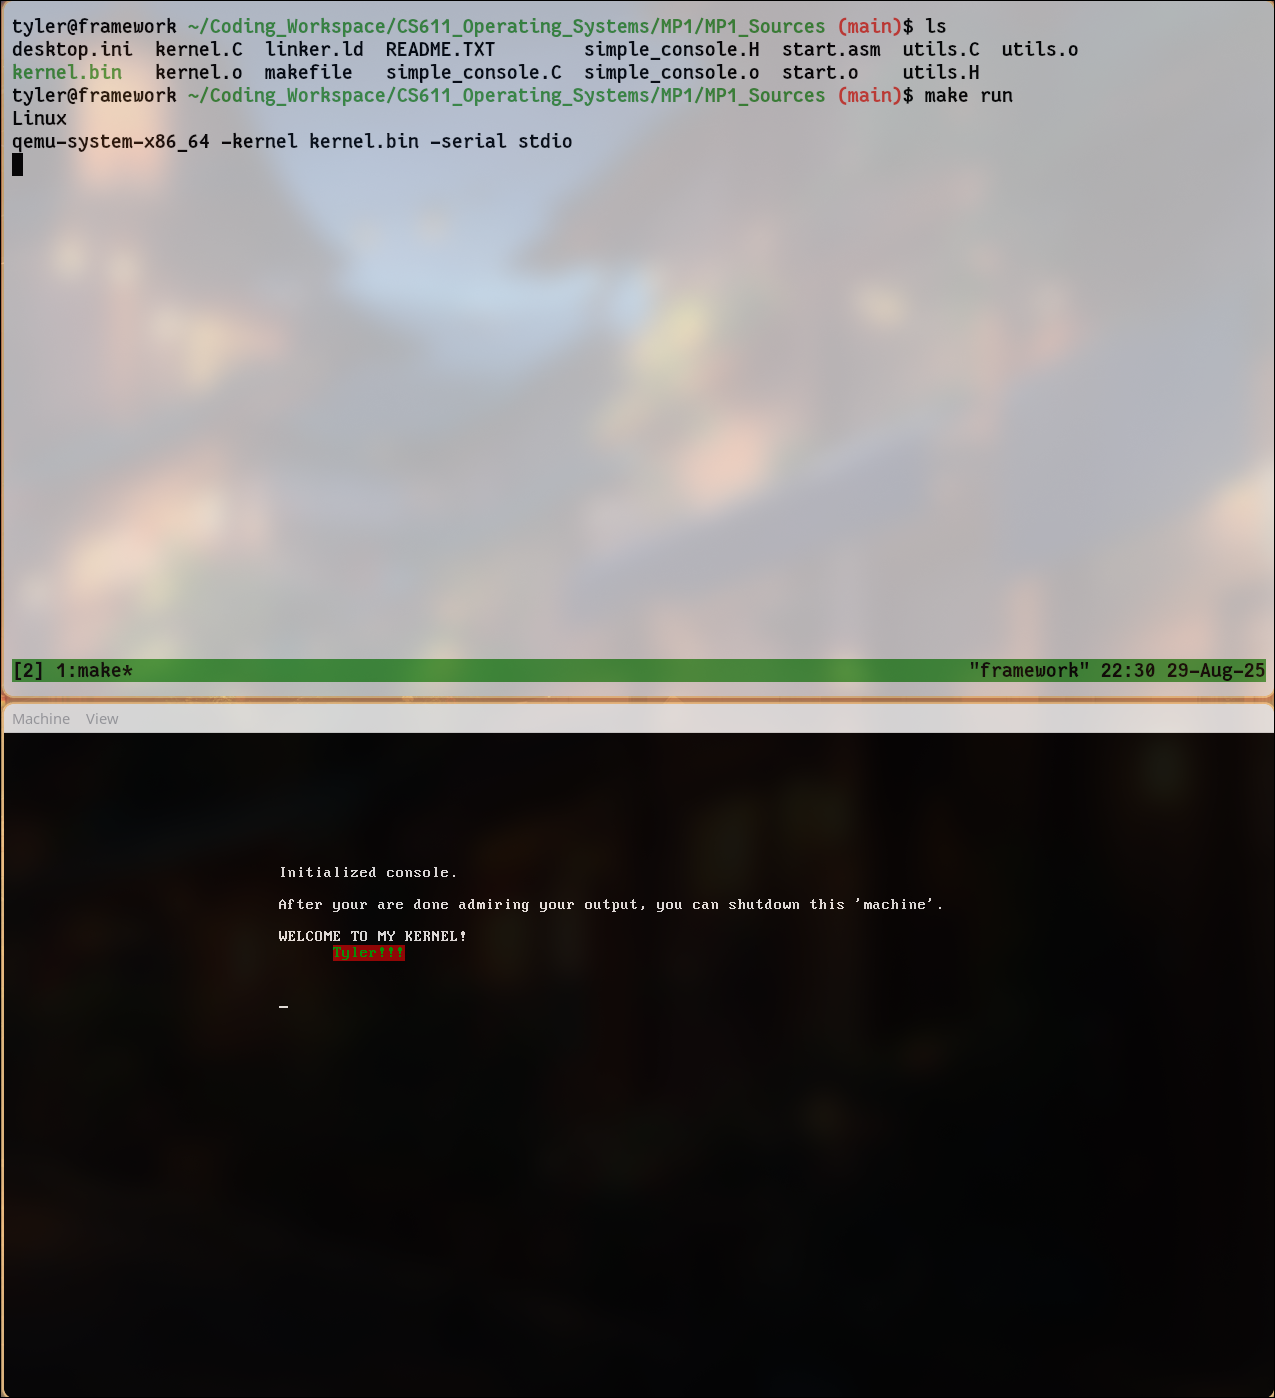 tyler@framework ~/Coding_Workspace/CS611_Operating_Systems/MP1/MP1_Sources (main)$ ls
desktop.ini  kernel.C  linker.ld  README.TXT        simple_console.H  start.asm  utils.C  utils.o
kernel.bin   kernel.o  makefile   simple_console.C  simple_console.o  start.o    utils.H
tyler@framework ~/Coding_Workspace/CS611_Operating_Systems/MP1/MP1_Sources (main)$ make run
Linux
qemu-system-x86_64 -kernel kernel.bin -serial stdio
[2] 1:make* "framework" 22:30 29-Aug-25
Machine View
Initialized console.
After your are done admiring your output, you can shutdown this 'machine'.
WELCOME TO MY KERNEL!
Tyler!!!